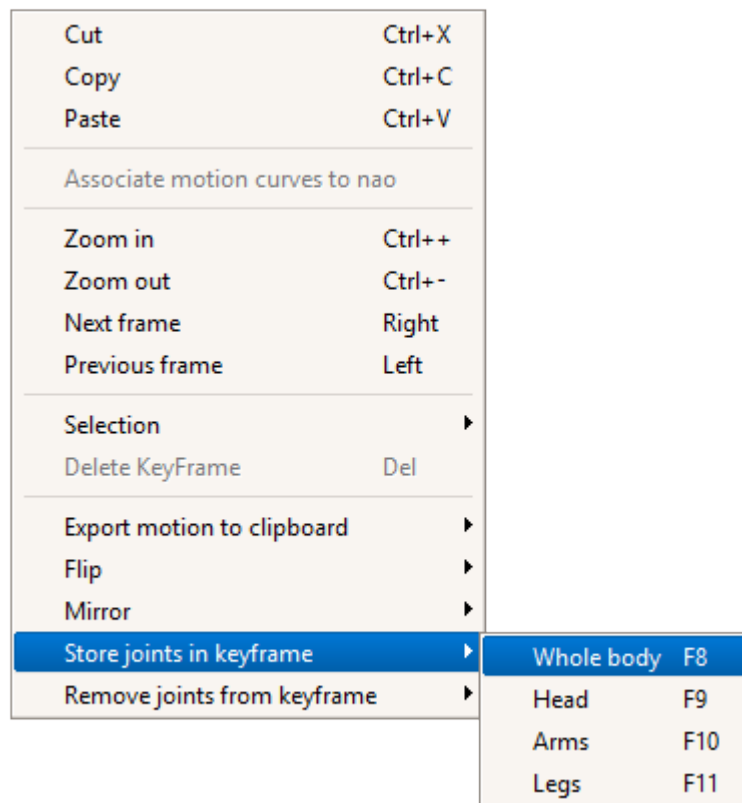 Cut Ctrl+X
Copy Ctrl+C
Paste Ctrl+V
Associate motion curves to nao
Zoom in Ctrl++
Zoom out Ctrl+-
Next frame Right
Previous frame Left
Selection
Delete KeyFrame Del
Export motion to clipboard
Flip
Mirror
Store joints in keyframe
Remove joints from keyframe
Whole body F8
Head F9
Arms F10
Legs F11